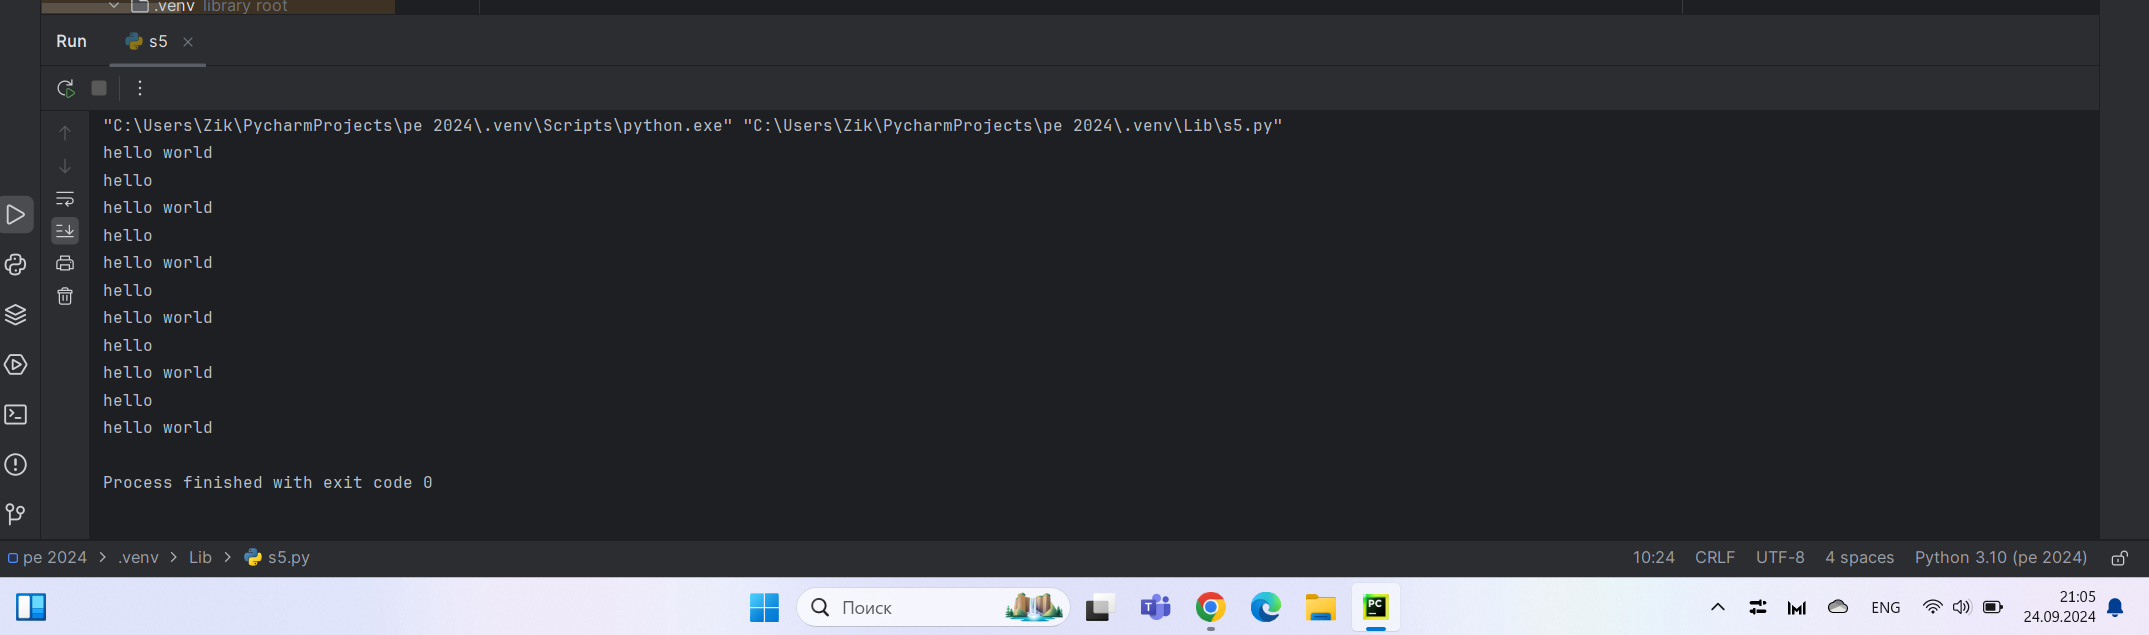 .venv library root
Run s5
"C:\Users\Zik\PycharmProjects\pe 2024\.venv\Scripts\python.exe" "C:\Users\Zik\PycharmProjects\pe 2024\.venv\Lib\s5.py"
hello world
hello
hello world
hello
hello world
hello
hello world
hello
hello world
hello
hello world
Process finished with exit code 0
pe 2024 > .venv > Lib > s5.py 10:24 CRLF UTF-8 4 spaces Python 3.10 (pe 2024)
Поиск PC ENG 21:05
24.09.2024